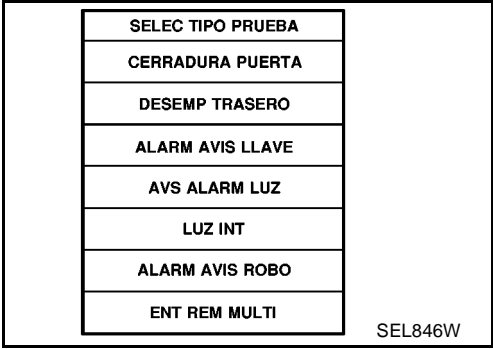 SELEC TIPO PRUEBA
CERRADURA PUERTA
DESEMP TRASERO
ALARM AVIS LLAVE
AVS ALARM LUZ
LUZ INT
ALARM AVIS ROBO
ENT REM MULTI
SEL846W